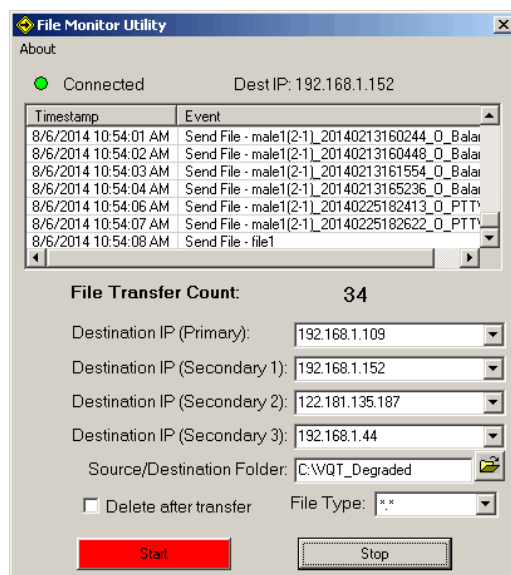 File Monitor Utility
About
Connected Dest IP: 192.168.1.152
Timestamp Event
8/6/2014 10:54:01 AM Send File - male1(2-1)_20140213160244_O_Balar
8/6/2014 10:54:02 AM Send File - male1(2-1)_20140213160448_O_Balar
8/6/2014 10:54:03 AM Send File - male1(2-1)_20140213161554_O_Balar
8/6/2014 10:54:04 AM Send File - male1(2-1)_20140213165236_O_Balar
8/6/2014 10:54:06 AM Send File - male1(2-1)_20140225182413_O_PTT
8/6/2014 10:54:07 AM Send File - male1(2-1)_20140225182622_O_PTT
8/6/2014 10:54:08 AM Send File - file1
File Transfer Count: 34
Destination IP (Primary): 192.168.1.109
Destination IP (Secondary 1): 192.168.1.152
Destination IP (Secondary 2): 122.181.135.187
Destination IP (Secondary 3): 192.168.1.44
Source/Destination Folder: C:\VQT_Degraded
Delete after transfer File Type: *.*
Start Stop